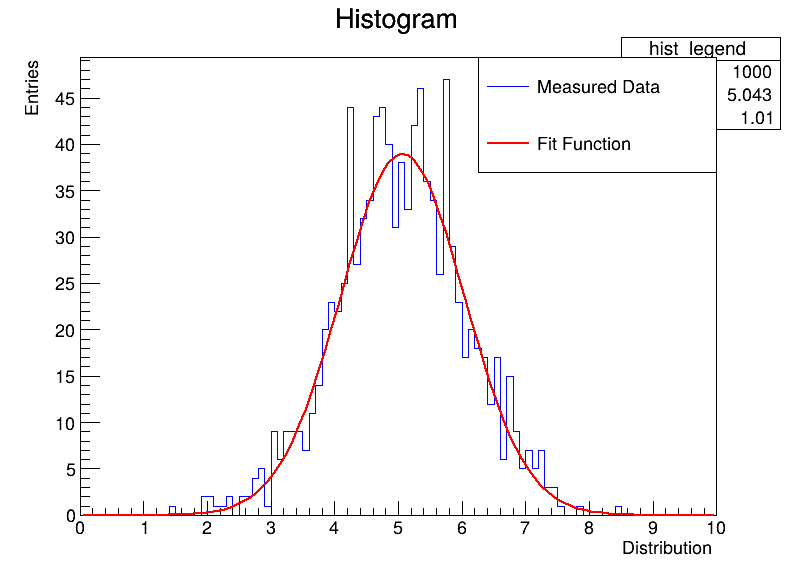 Histogram
hist_legend
1000
5.043
1.01
Measured Data
Fit Function
Entries
45
40
35
30
25
20
15
10
5
0
0 1 2 3 4 5 6 7 8 9 10
Distribution